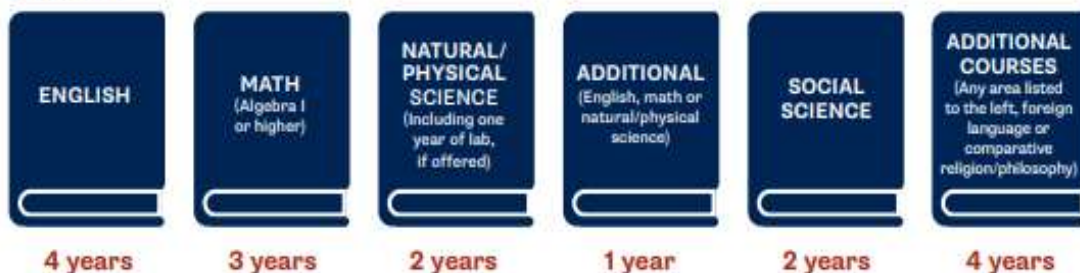 ENGLISH
MATH
(Algebra I
or higher)
NATURAL/
PHYSICAL
SCIENCE
(Including one
year of lab,
if offered)
ADDITIONAL
(English, math or
natural/physical
science)
SOCIAL
SCIENCE
ADDITIONAL
COURSES
(Any area listed
to the left, foreign
language or
comparative
religion/philosophy)
4 years
3 years
2 years
1 year
2 years
4 years